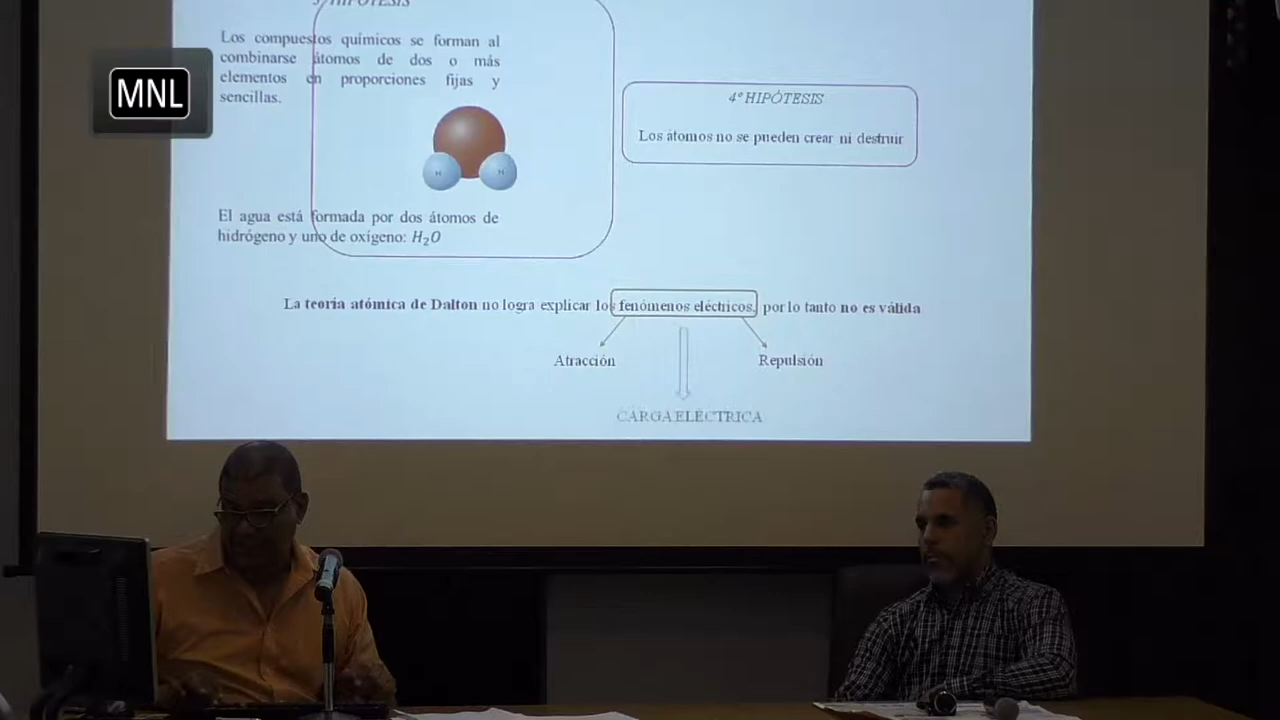 MNL
Los compuestos químicos se forman al
combinarse átomos de dos o más
elementos en proporciones fijas y
sencillas.
H
H
El agua está formada por dos átomos de
hidrógeno y uno de oxígeno: H₂O
4º HIPÓTESIS
Los átomos no se pueden crear ni destruir
La teoria atómica de Dalton no logra explicar los fenómenos eléctricos, por lo tanto no es válida
Atracción
Repulsión
CARGA ELÉCTRICA